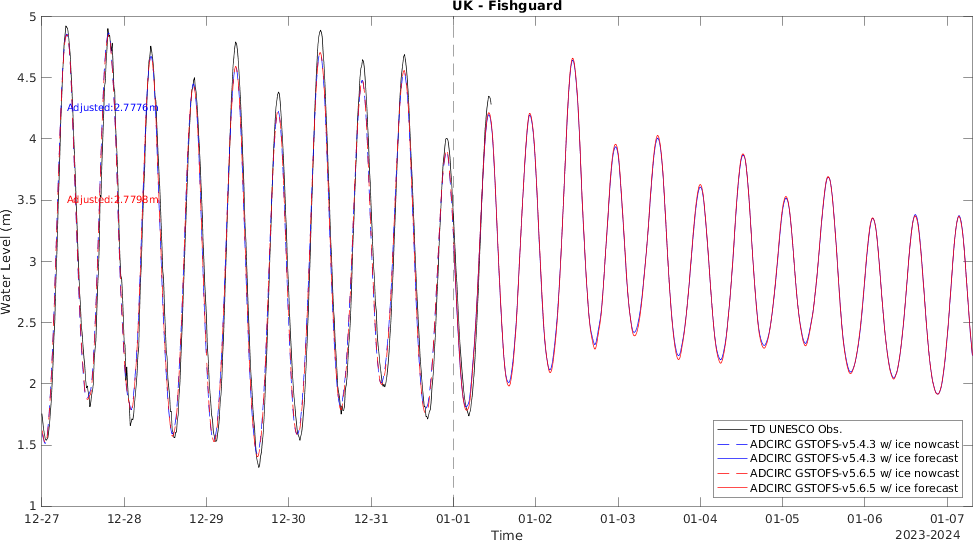 UK - Fishguard
5
4.5
4
3.5
3
2.5
2
1.5
1
Water Level (m)
Adjusted:2.7776m
Adjusted:2.7793m
TD UNESCO Obs.
ADCIRC GSTOFS-v5.4.3 w/ ice nowcast
ADCIRC GSTOFS-v5.4.3 w/ ice forecast
ADCIRC GSTOFS-v5.6.5 w/ ice nowcast
ADCIRC GSTOFS-v5.6.5 w/ ice forecast
12-27 12-28 12-29 12-30 12-31 01-01 01-02 01-03 01-04 01-05 01-06 01-07
Time
2023-2024